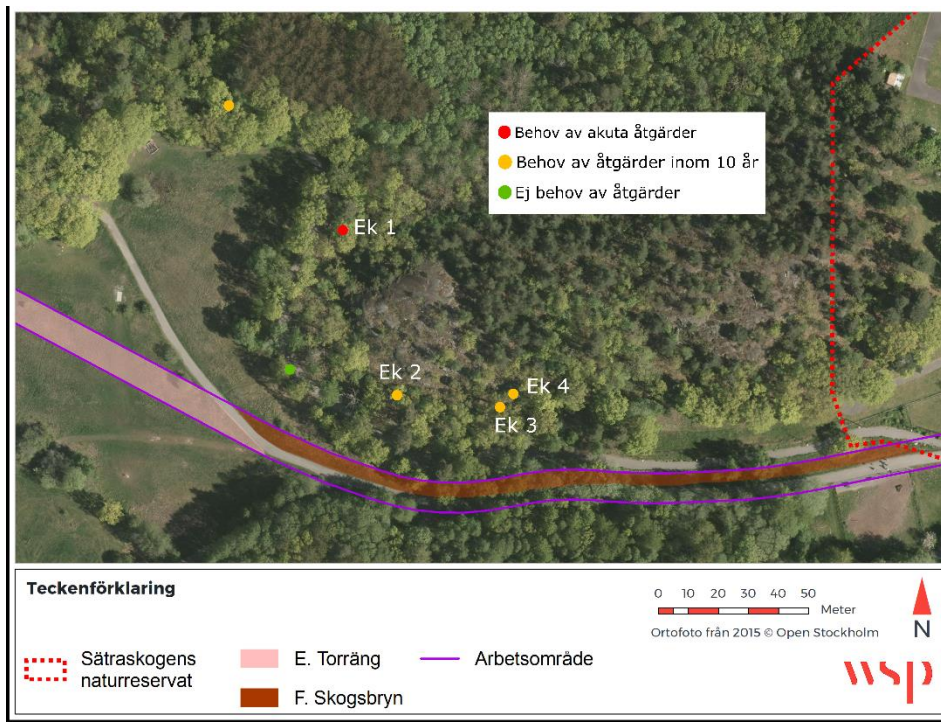 Behov av akuta åtgärder
Behov av åtgärder inom 10 år
Ej behov av åtgärder
Ek 1
Ek 2
Ek 4
Ek 3
Teckenförklaring
0 10 20 30 40 50
Meter
Ortofoto från 2015 © Open Stockholm
N
Sätraskogens
naturreservat
E. Torräng
Arbetsområde
F. Skogsbryn
wsp